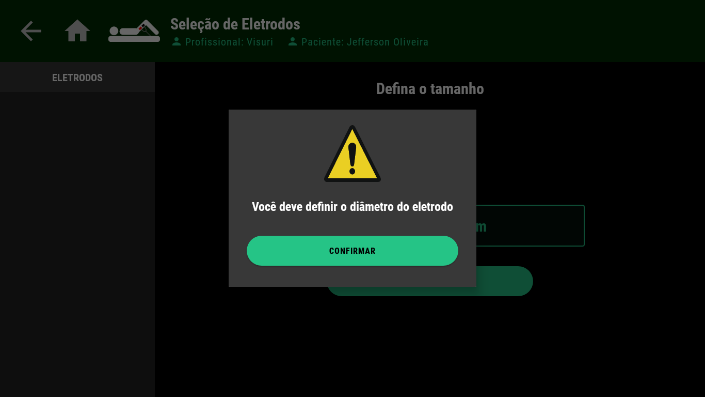 Seleção de Eletrodos
Profissional: Visuri Paciente: Jefferson Oliveira
ELETRODOS
Defina o tamanho
Você deve definir o diâmetro do eletrodo
m
CONFIRMAR